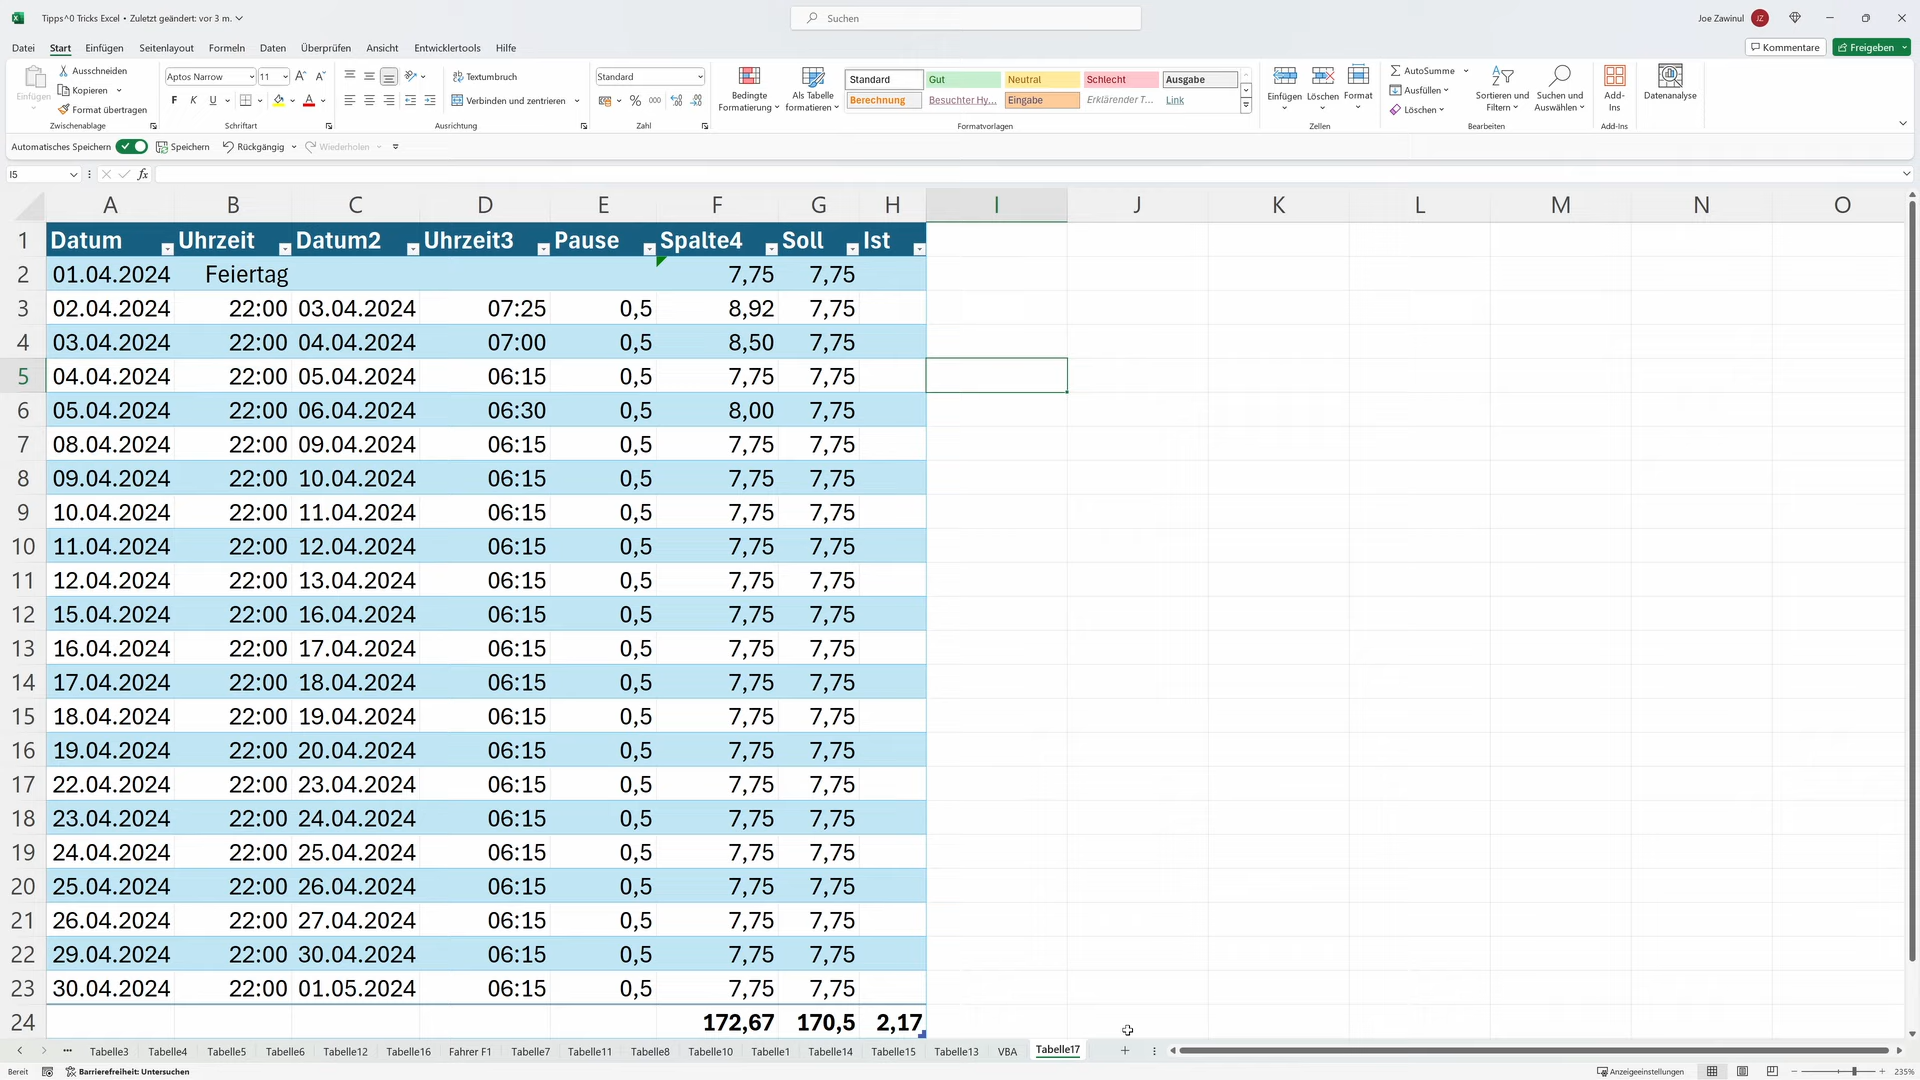 Tipps^0 Tricks Excel • Zuletzt geändert: vor 3 m.
Suchen
Joe Zawinul JZ
Datei Start Einfügen Seitenlayout Formeln Daten Überprüfen Ansicht Entwicklertools Hilfe
Kommentare Freigeben
Einfügen
Ausschneiden
Kopieren
Format übertragen
Zwischenablage
Aptos Narrow 11
F K U
Schriftart
Textumbruch
Verbinden und zentrieren
Ausrichtung
Standard
% 000
Zahl
Bedingte Formatierung
Als Tabelle formatieren
Standard Gut Neutral Schlecht Ausgabe
Berechnung Besuchter Hy... Eingabe Erklärender T... Link
Formatvorlagen
Einfügen Löschen Format
Zellen
AutoSumme
Ausfüllen
Löschen
Sortieren und Filtern
Suchen und Auswählen
Bearbeiten
Add-Ins
Add-Ins
Datenanalyse
Automatisches Speichern Speichern Rückgängig Wiederholen
I5 fx
A B C D E F G H I J K L M N O
1 Datum Uhrzeit Datum2 Uhrzeit3 Pause Spalte4 Soll Ist
2 01.04.2024 Feiertag 7,75 7,75
3 02.04.2024 22:00 03.04.2024 07:25 0,5 8,92 7,75
4 03.04.2024 22:00 04.04.2024 07:00 0,5 8,50 7,75
5 04.04.2024 22:00 05.04.2024 06:15 0,5 7,75 7,75
6 05.04.2024 22:00 06.04.2024 06:30 0,5 8,00 7,75
7 08.04.2024 22:00 09.04.2024 06:15 0,5 7,75 7,75
8 09.04.2024 22:00 10.04.2024 06:15 0,5 7,75 7,75
9 10.04.2024 22:00 11.04.2024 06:15 0,5 7,75 7,75
10 11.04.2024 22:00 12.04.2024 06:15 0,5 7,75 7,75
11 12.04.2024 22:00 13.04.2024 06:15 0,5 7,75 7,75
12 15.04.2024 22:00 16.04.2024 06:15 0,5 7,75 7,75
13 16.04.2024 22:00 17.04.2024 06:15 0,5 7,75 7,75
14 17.04.2024 22:00 18.04.2024 06:15 0,5 7,75 7,75
15 18.04.2024 22:00 19.04.2024 06:15 0,5 7,75 7,75
16 19.04.2024 22:00 20.04.2024 06:15 0,5 7,75 7,75
17 22.04.2024 22:00 23.04.2024 06:15 0,5 7,75 7,75
18 23.04.2024 22:00 24.04.2024 06:15 0,5 7,75 7,75
19 24.04.2024 22:00 25.04.2024 06:15 0,5 7,75 7,75
20 25.04.2024 22:00 26.04.2024 06:15 0,5 7,75 7,75
21 26.04.2024 22:00 27.04.2024 06:15 0,5 7,75 7,75
22 29.04.2024 22:00 30.04.2024 06:15 0,5 7,75 7,75
23 30.04.2024 22:00 01.05.2024 06:15 0,5 7,75 7,75
24 172,67 170,5 2,17
Tabelle3 Tabelle4 Tabelle5 Tabelle6 Tabelle12 Tabelle16 Fahrer F1 Tabelle7 Tabelle11 Tabelle8 Tabelle10 Tabelle1 Tabelle14 Tabelle15 Tabelle13 VBA Tabelle17
Bereit Barrierefreiheit: Untersuchen Anzeigeeinstellungen 235%